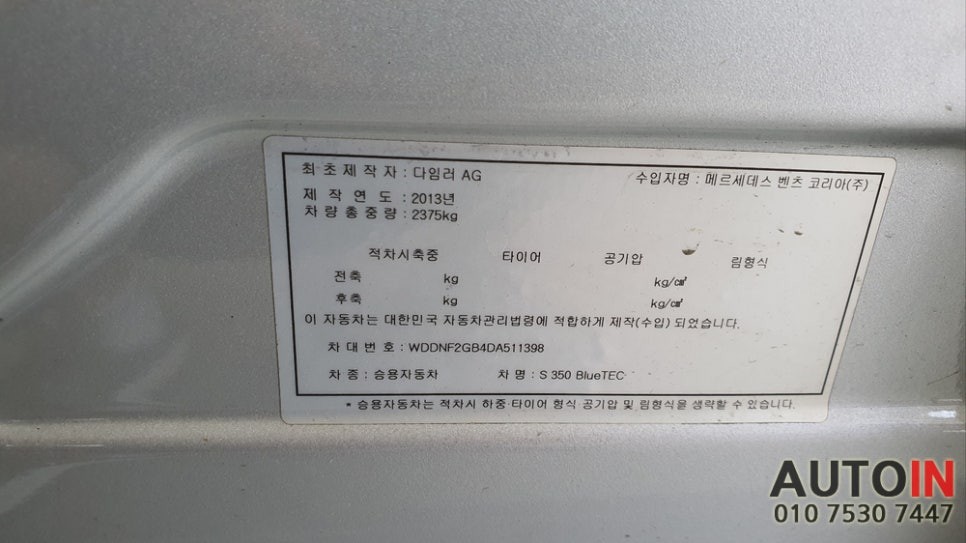 최초제작자 : 다임러 AG 수입자명 : 메르세데스 벤츠 코리아(주)
제 작 연 도 : 2013년
차 량 총 중 량 : 2375kg
적차시축중 타이어 공기압 림형식
전축 kg kg/㎠
후축 kg kg/㎠
이 자동차는 대한민국 자동차관리법령에 적합하게 제작(수입) 되었습니다.
차 대 번 호 : WDDNF2GB4DA511398
차 종 : 승용자동차 차 명 : S 350 BlueTEC
* 승용자동차는 적차시 하중·타이어 형식·공기압 및 림형식을 생략할 수 있습니다.
AUTOIN
010 7530 7447